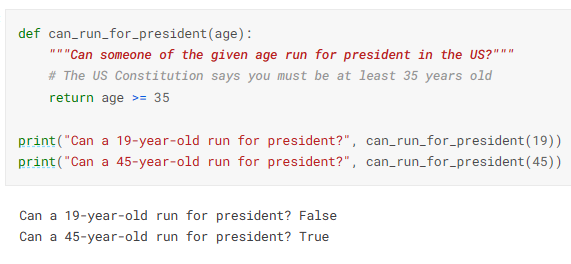 def can_run_for_president(age):
    """Can someone of the given age run for president in the US?"""
    # The US Constitution says you must be at least 35 years old
    return age >= 35

print("Can a 19-year-old run for president?", can_run_for_president(19))
print("Can a 45-year-old run for president?", can_run_for_president(45))

Can a 19-year-old run for president? False
Can a 45-year-old run for president? True